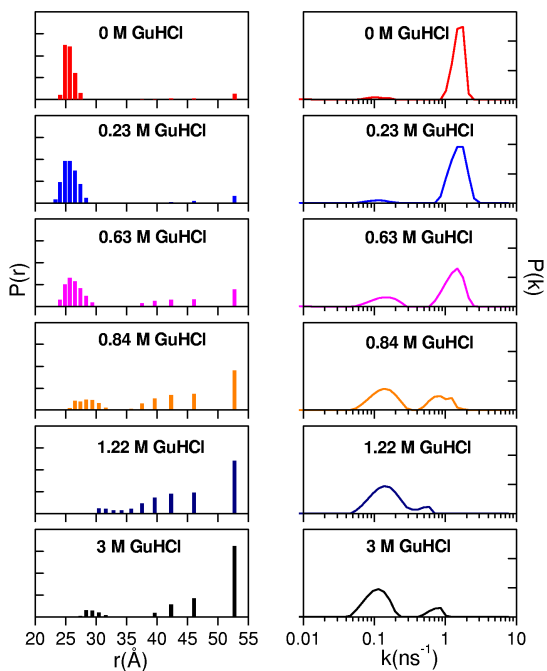 0 M GuHCl
0 M GuHCl
0.23 M GuHCl
0.23 M GuHCl
0.63 M GuHCl
0.63 M GuHCl
P(r)
P(k)
0.84 M GuHCl
0.84 M GuHCl
1.22 M GuHCl
1.22 M GuHCl
3 M GuHCl
3 M GuHCl
20 25 30 35 40 45 50 55
0.01 0.1 1 10
r(Å)
k(ns⁻¹)